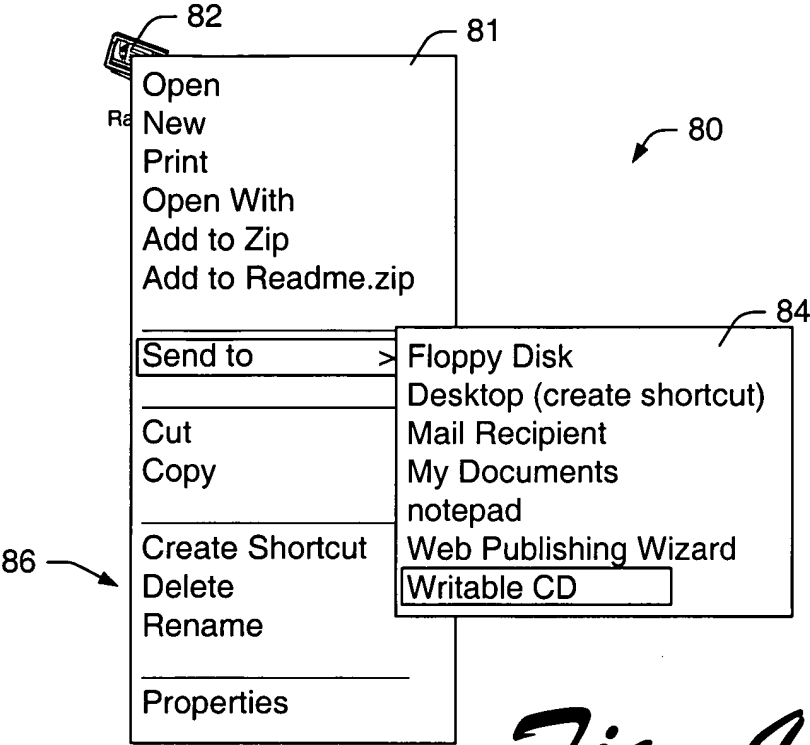 82
81
Ra
80
Open
New
Print
Open With
Add to Zip
Add to Readme.zip
84
Send to >
Floppy Disk
Desktop (create shortcut)
Mail Recipient
My Documents
notepad
Web Publishing Wizard
Writable CD
Cut
Copy
86
Create Shortcut
Delete
Rename
Properties